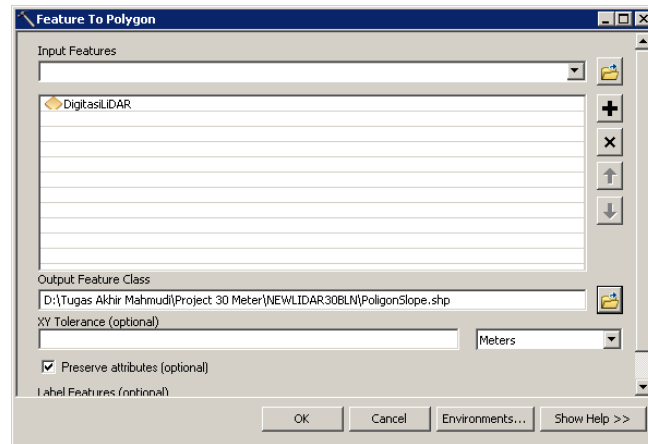 Feature To Polygon
Input Features
DigitasiLiDAR
Output Feature Class
D:\Tugas Akhir Mahmudi\Project 30 Meter\NEWLIDAR30BLN\PoligonSlope.shp
XY Tolerance (optional)
Meters
Preserve attributes (optional)
Label Features (optional)
OK Cancel Environments... Show Help >>